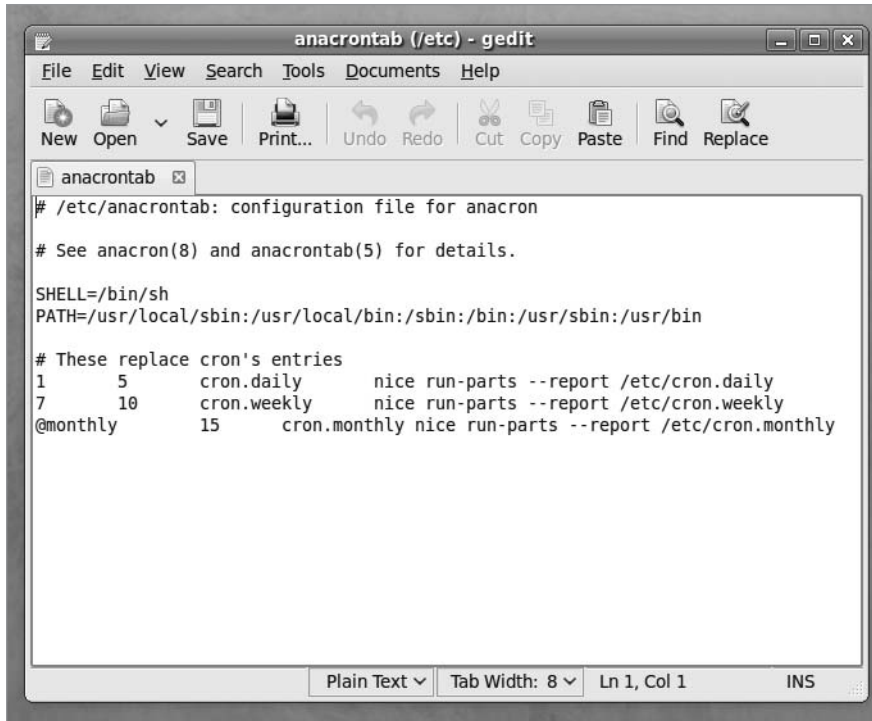 anacrontab (/etc) - gedit
File Edit View Search Tools Documents Help
New Open Save Print... Undo Redo Cut Copy Paste Find Replace
anacrontab
# /etc/anacrontab: configuration file for anacron
# See anacron(8) and anacrontab(5) for details.
SHELL=/bin/sh
PATH=/usr/local/sbin:/usr/local/bin:/sbin:/bin:/usr/sbin:/usr/bin
# These replace cron's entries
1 5 cron.daily nice run-parts --report /etc/cron.daily
7 10 cron.weekly nice run-parts --report /etc/cron.weekly
@monthly 15 cron.monthly nice run-parts --report /etc/cron.monthly
Plain Text Tab Width: 8 Ln 1, Col 1 INS